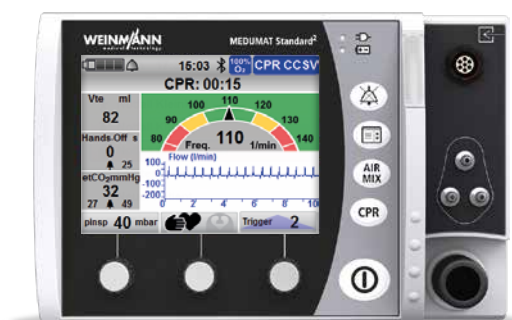 WEINMANN
medical technology
MEDUMAT Standard²
15:03 100% O₂ CPR CCSV
CPR: 00:15
Vte ml
82
Hands-Off s
0
25
etCO₂mmHg
32
27 49
80 90 100 110 120 130 140
Freq. 110 1/min
Flow (l/min)
100
0
-100
-200
0 2 4 6 8 10
pinsp 40 mbar
Trigger 2
AIR
MIX
CPR